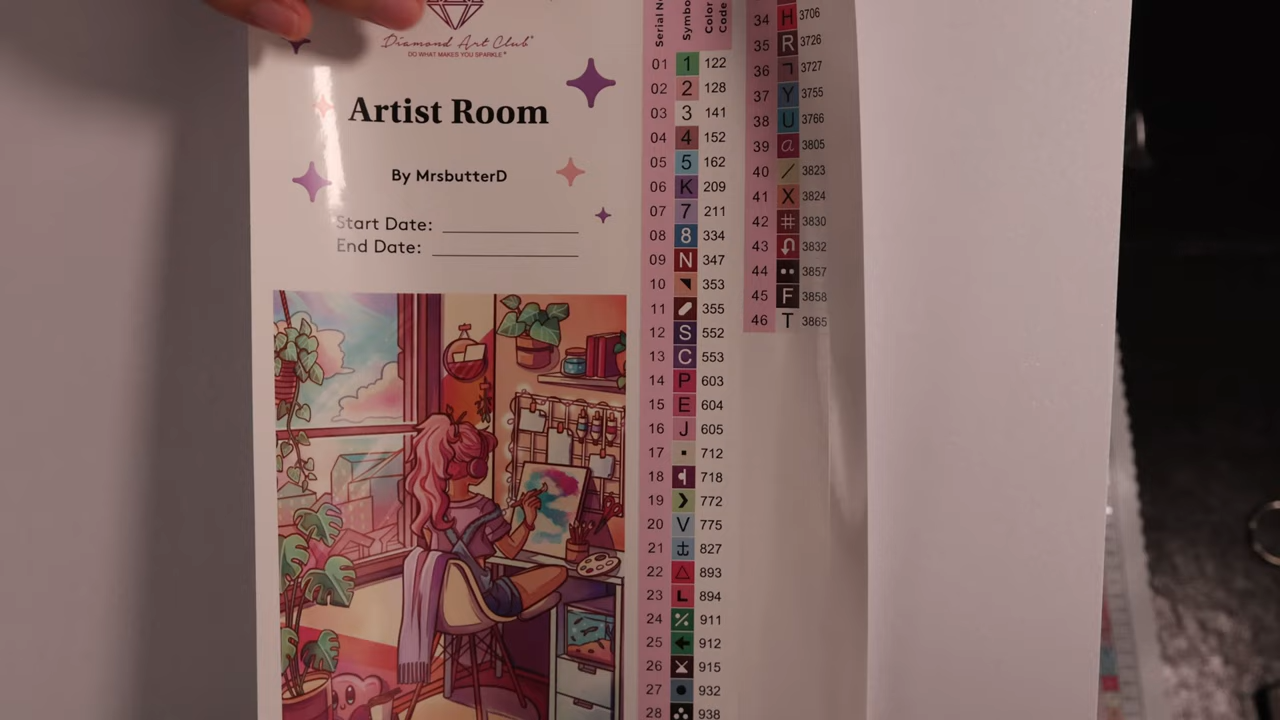 Diamond Art Club®
DO WHAT MAKES YOU SPARKLE®
Artist Room
By MrsbutterD
Start Date:
End Date:
Serial N
Symbo
Color Code
01 1 122
02 2 128
03 3 141
04 4 152
05 5 162
06 K 209
07 7 211
08 8 334
09 N 347
10 353
11 355
12 S 552
13 C 553
14 P 603
15 E 604
16 J 605
17 ▪ 712
18 718
19 ❯ 772
20 V 775
21 827
22 △ 893
23 L 894
24 % 911
25 ← 912
26 915
27 ● 932
28 938
34 H 3706
35 R 3726
36 ¬ 3727
37 Y 3755
38 U 3766
39 a 3805
40 / 3823
41 X 3824
42 # 3830
43 3832
44 •• 3857
45 F 3858
46 T 3865